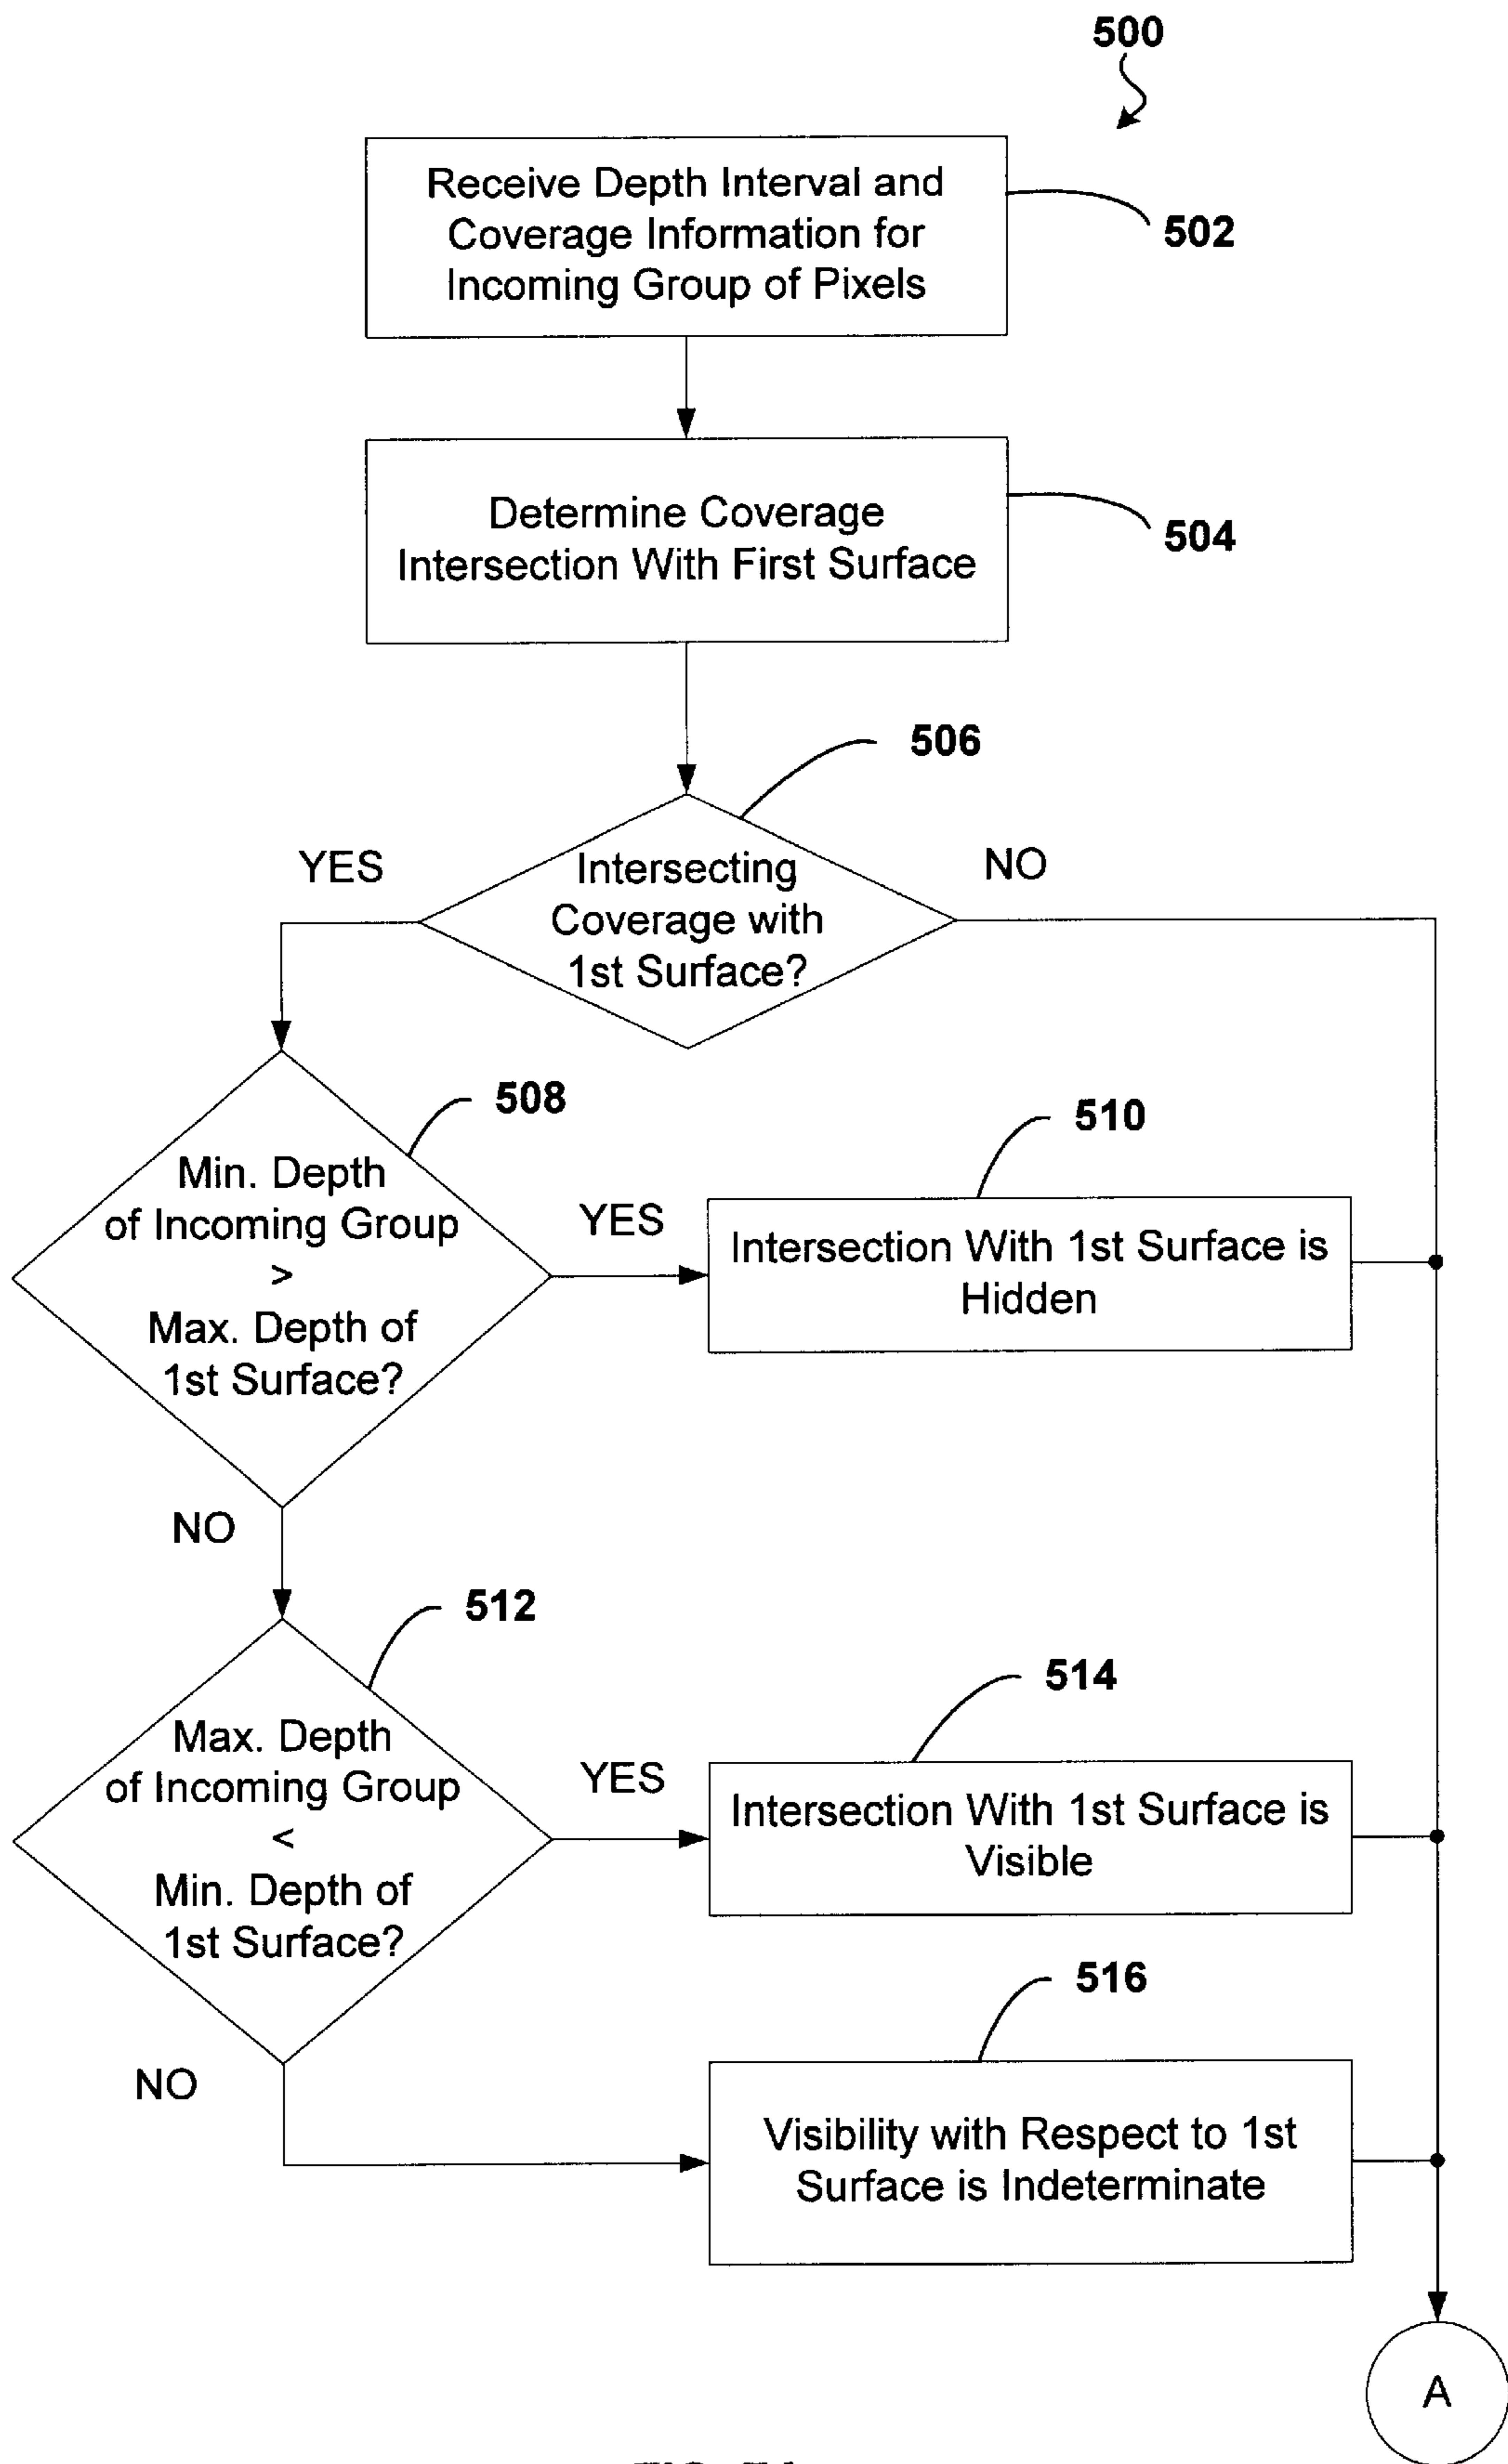 500
Receive Depth Interval and
Coverage Information for
Incoming Group of Pixels
502
Determine Coverage
Intersection With First Surface
504
506
YES
Intersecting
Coverage with
1st Surface?
NO
508
Min. Depth
of Incoming Group
>
Max. Depth of
1st Surface?
YES
510
Intersection With 1st Surface is
Hidden
NO
512
Max. Depth
of Incoming Group
<
Min. Depth of
1st Surface?
YES
514
Intersection With 1st Surface is
Visible
516
NO
Visibility with Respect to 1st
Surface is Indeterminate
A